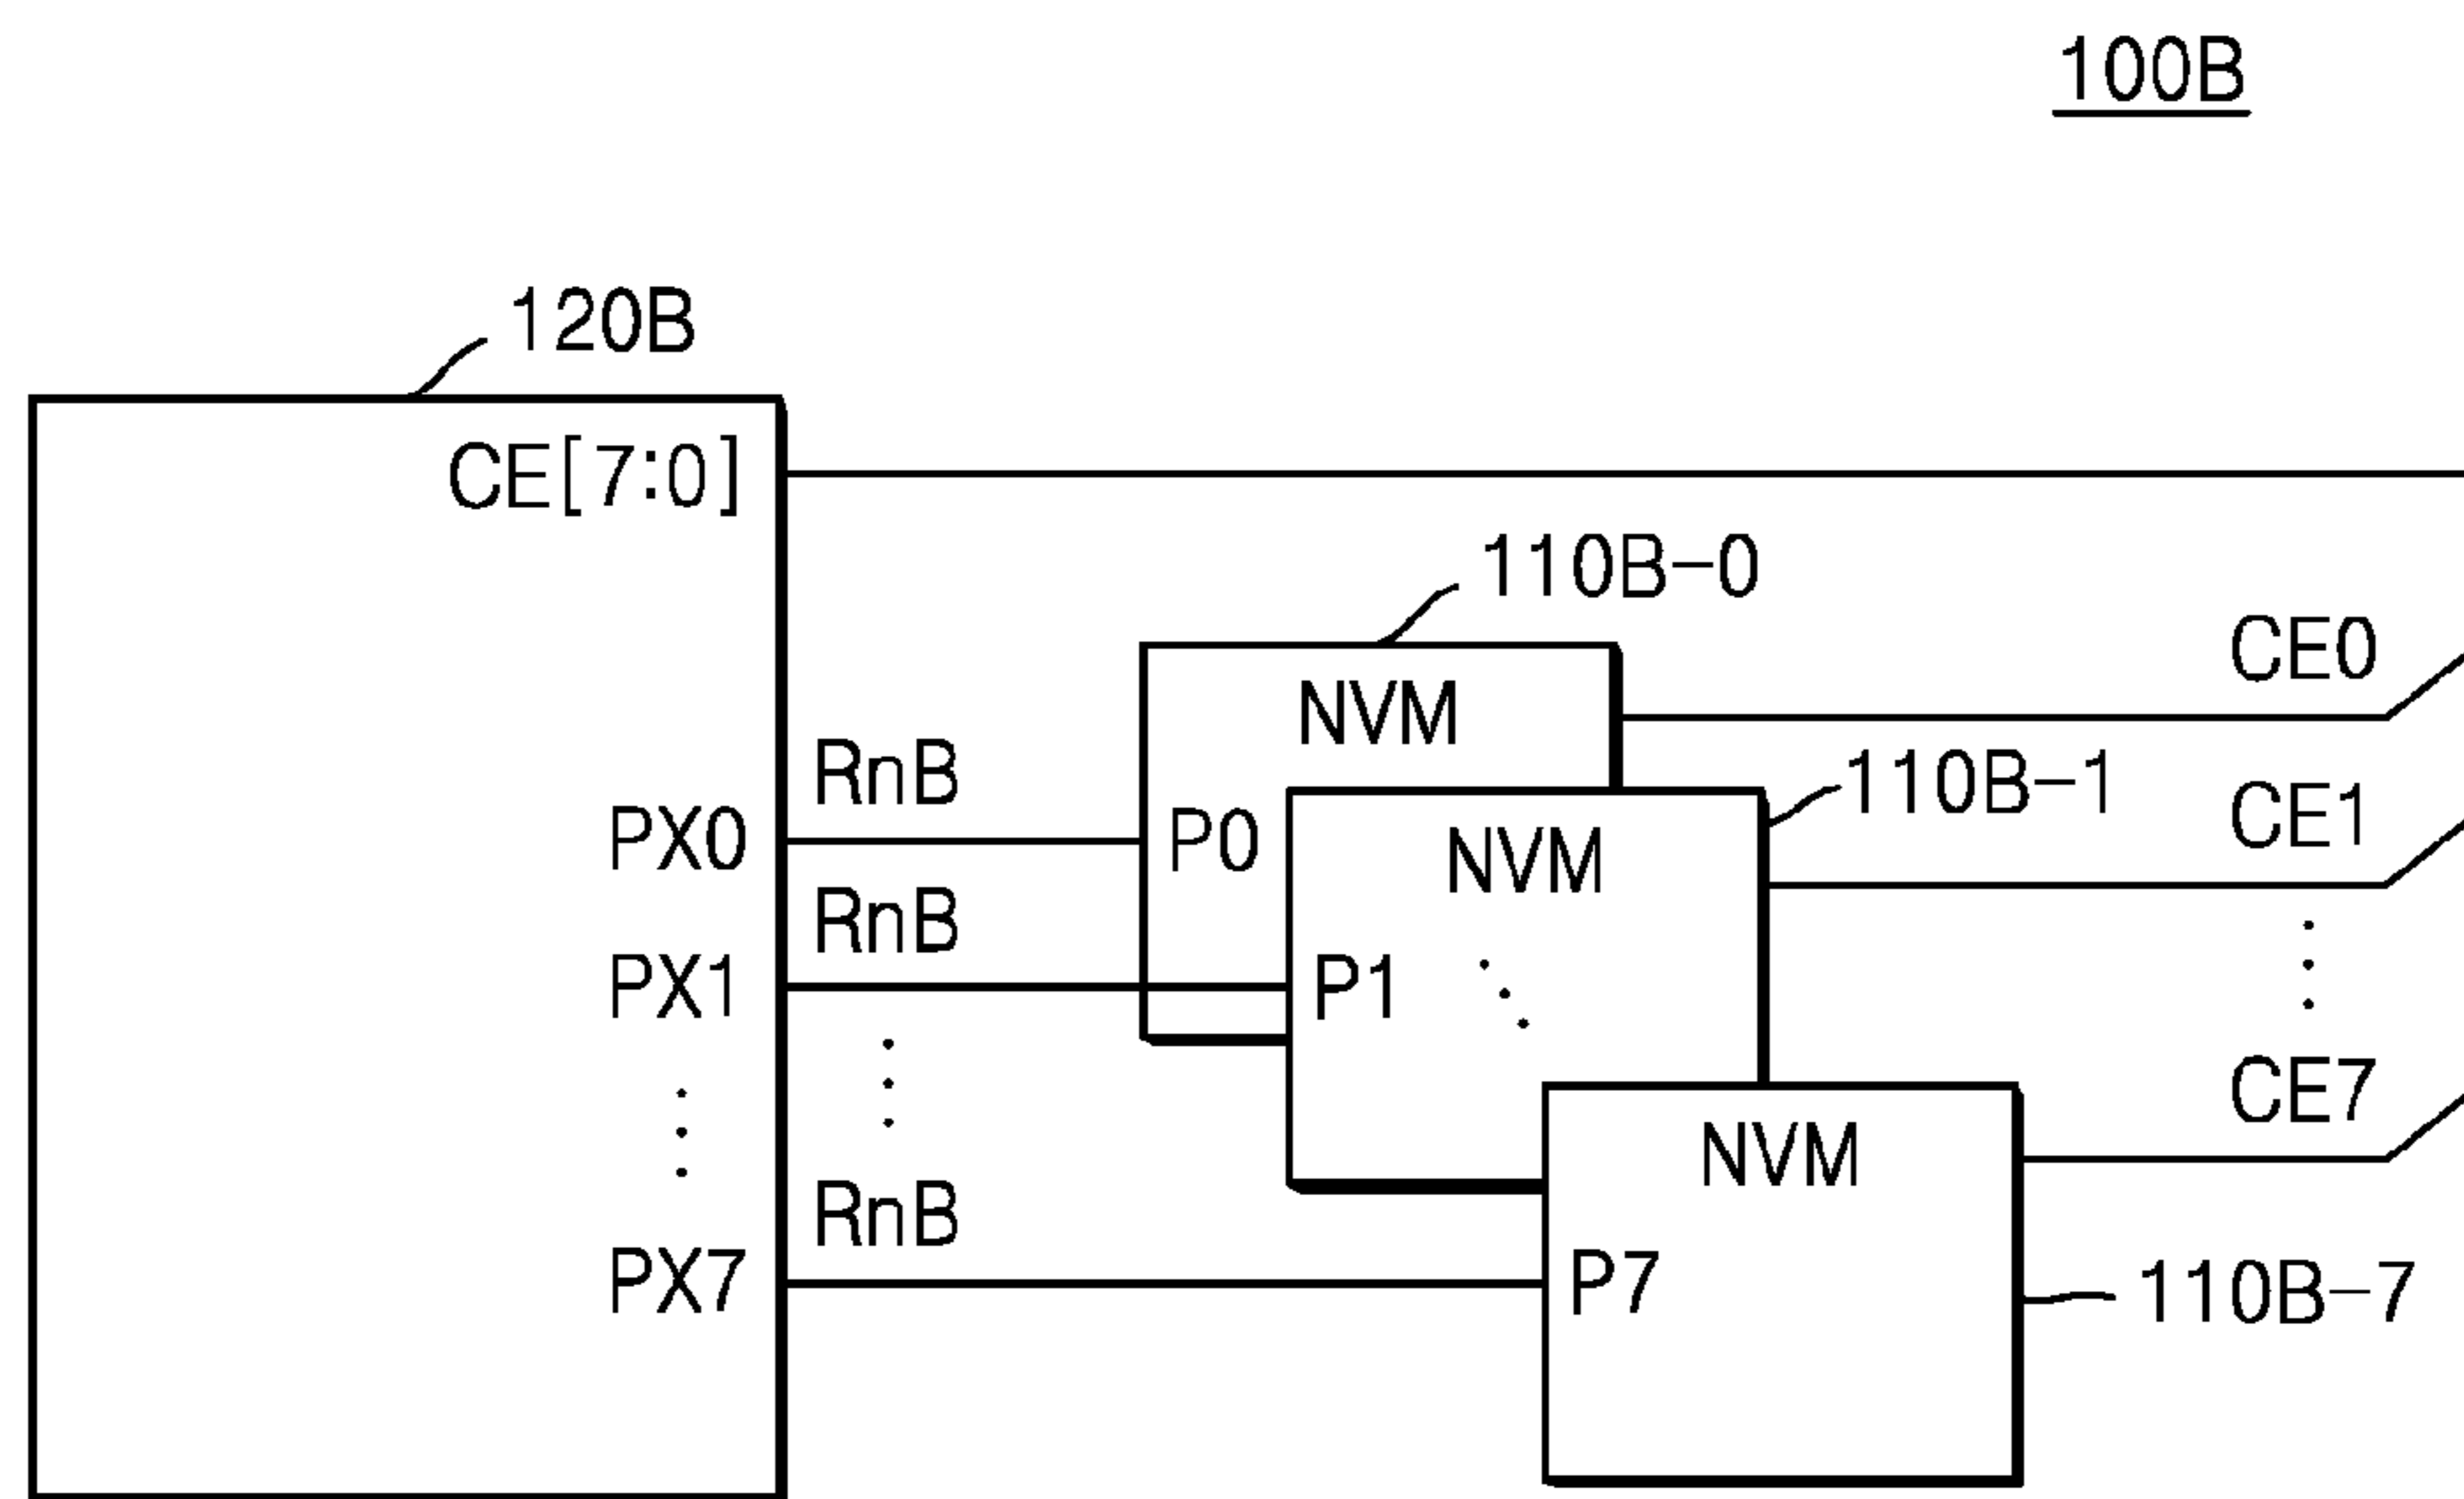 100B
120B
CE[7:0]
110B-0
CE0
NVM
RnB
110B-1
CE1
PX0
P0
NVM
RnB
PX1
P1
CE7
NVM
RnB
PX7
P7
110B-7